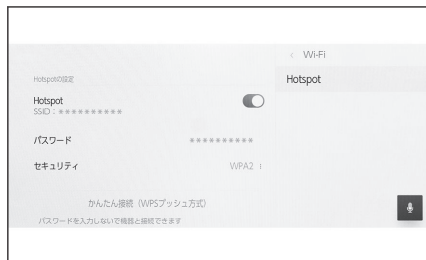 Wi-Fi
Hotspotの設定
Hotspot
Hotspot
SSID：＊＊＊＊＊＊＊＊＊＊
パスワード ＊＊＊＊＊＊＊＊＊＊
セキュリティ WPA2
かんたん接続（WPSプッシュ方式）
パスワードを入力しないで機器と接続できます